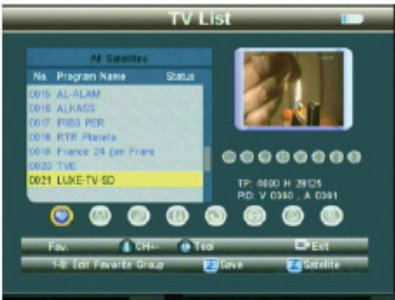 TV List
All Satellites
No. Program Name Status
0015 AL-ALAM
0016 ALKASS
0017 IRIB3 PER
0018 RTR Planeta
0019 France 24 (en Franc
0020 TVE
0021 LUXE-TV-SD
TP: 4000 H 28125
PID: V 0360 , A 0361
Fav. CH+- Tool Exit
1-8: Edit Favorite Group Save Satellite